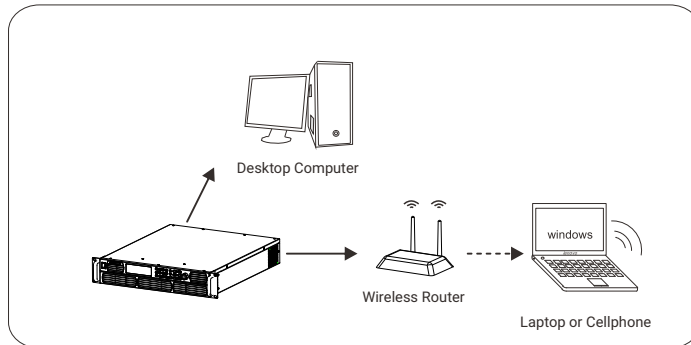 Desktop Computer
windows
Wireless Router
Laptop or Cellphone